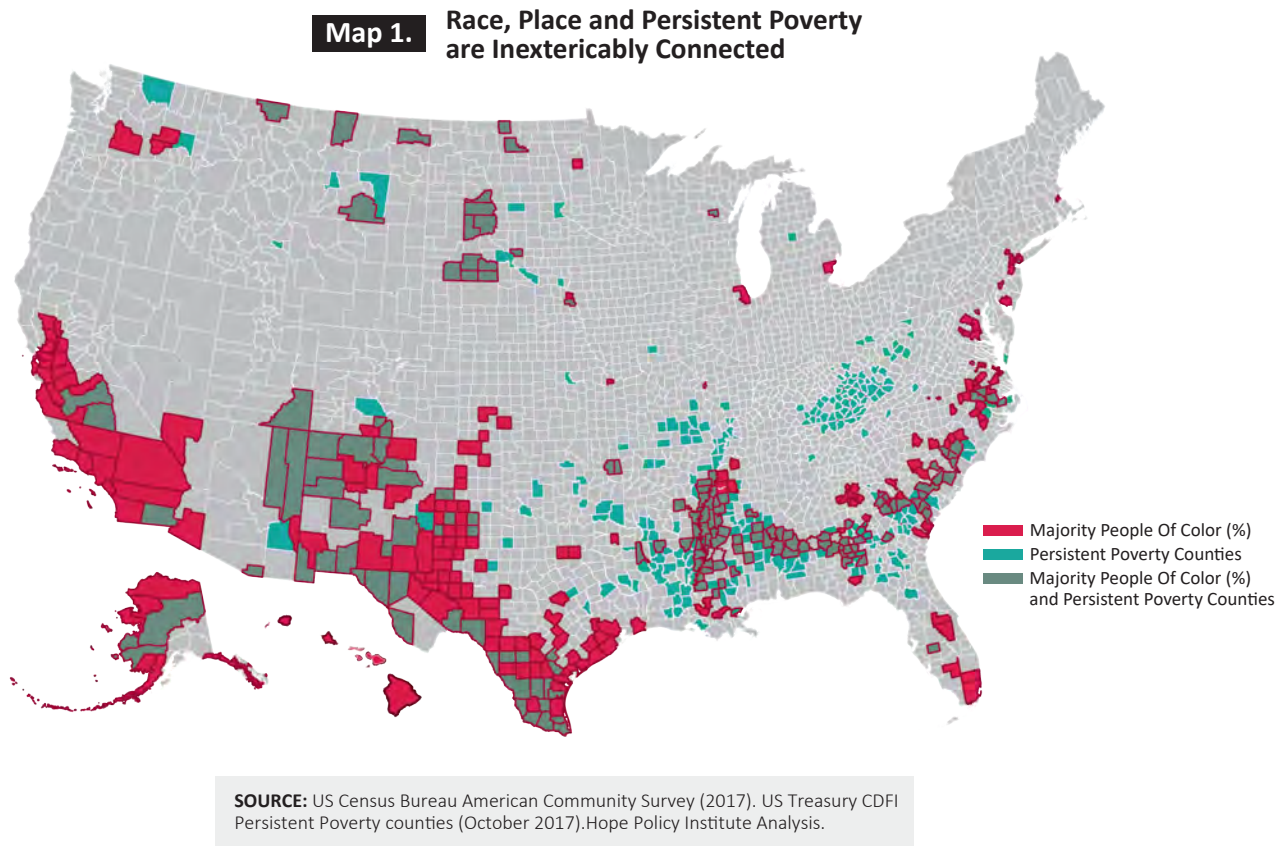 Map 1.
Race, Place and Persistent Poverty
are Inextericably Connected
Majority People Of Color (%)
Persistent Poverty Counties
Majority People Of Color (%)
and Persistent Poverty Counties
SOURCE: US Census Bureau American Community Survey (2017). US Treasury CDFI
Persistent Poverty counties (October 2017).Hope Policy Institute Analysis.